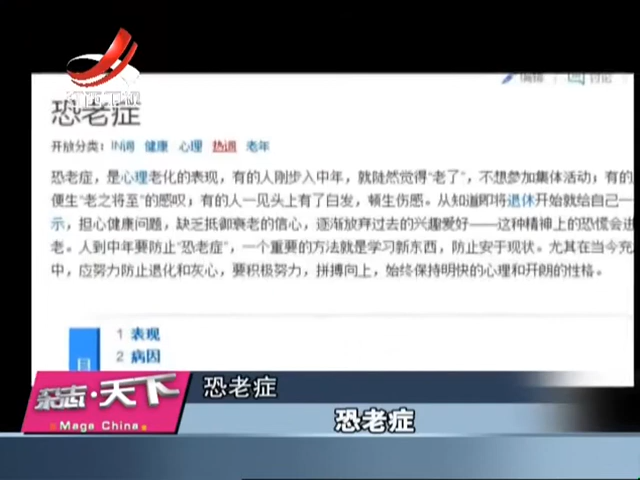 江西卫视
编辑
讨论
恐老症
开放分类：IN词 健康 心理 热词 老年
恐老症，是心理老化的表现，有的人刚步入中年，就陡然觉得“老了”，不想参加集体活动；有的
便生“老之将至”的感叹；有的人一见头上有了白发，顿生伤感。从知道即将退休开始就给自己一
示，担心健康问题，缺乏抵御衰老的信心，逐渐放弃过去的兴趣爱好——这种精神上的恐慌会进
老。人到中年要防止“恐老症”，一个重要的方法就是学习新东西，防止安于现状。尤其在当今充
中，应努力防止退化和灰心，要积极努力，拼搏向上，始终保持明快的心理和开朗的性格。
目
1 表现
2 病因
杂志·天下
Maga China
恐老症
恐老症